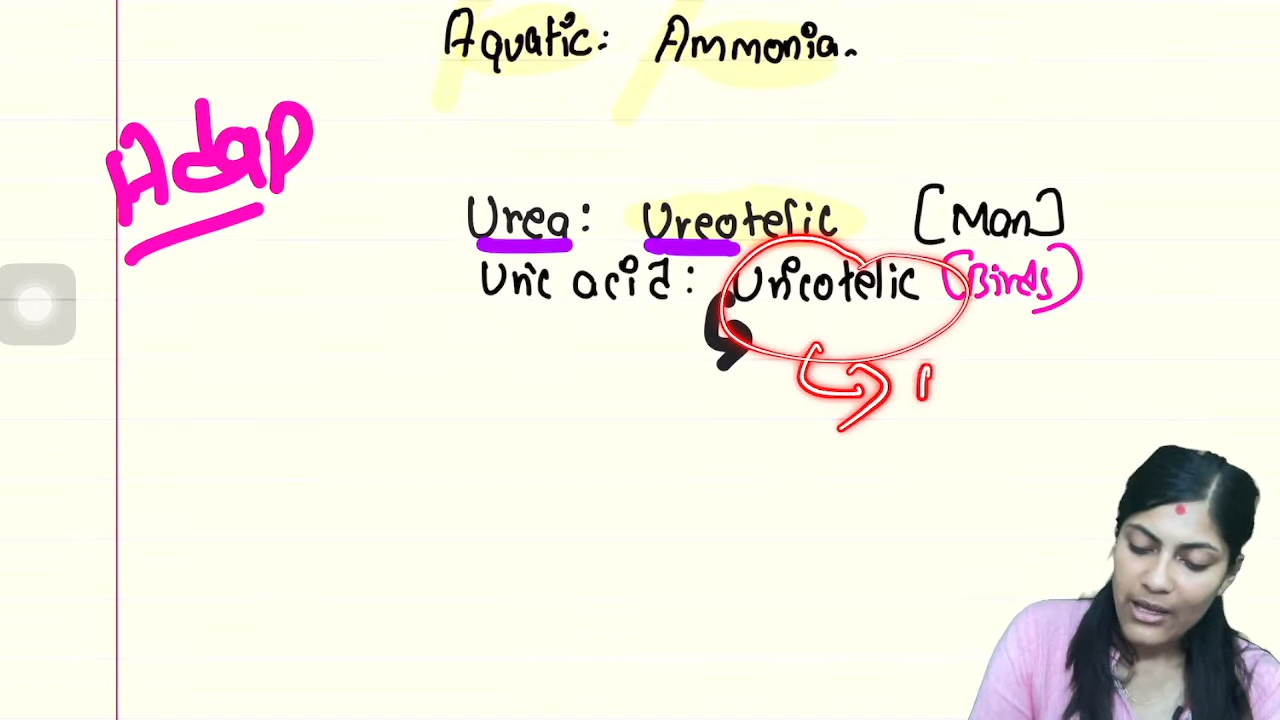 Aquatic: Ammonia.
Adap
Urea: Ureotelic [Man]
Uric acid: Uricotelic (Birds)